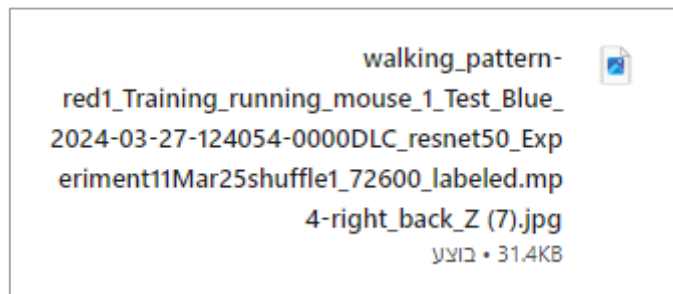 walking_pattern-
red1_Training_running_mouse_1_Test_Blue_
2024-03-27-124054-0000DLC_resnet50_Exp
eriment11Mar25shuffle1_72600_labeled.mp
4-right_back_Z (7).jpg
31.4KB • בוצע